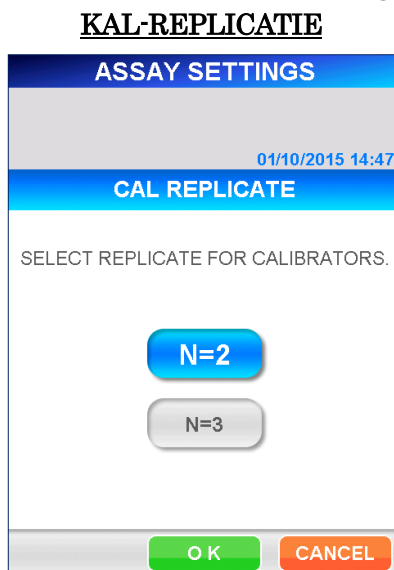 KAL-REPLICATIE
ASSAY SETTINGS
01/10/2015 14:47
CAL REPLICATE
SELECT REPLICATE FOR CALIBRATORS.
N=2
N=3
O K
CANCEL